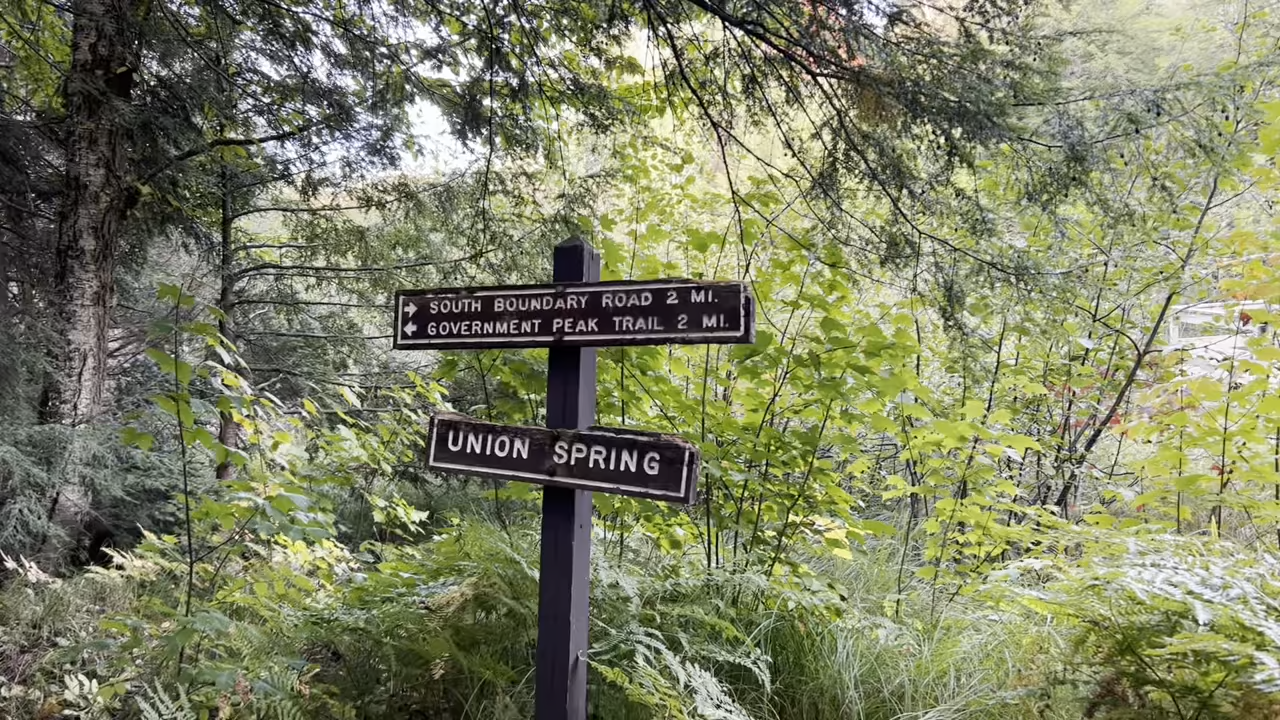 → SOUTH BOUNDARY ROAD 2 MI.
← GOVERNMENT PEAK TRAIL 2 MI.
UNION SPRING